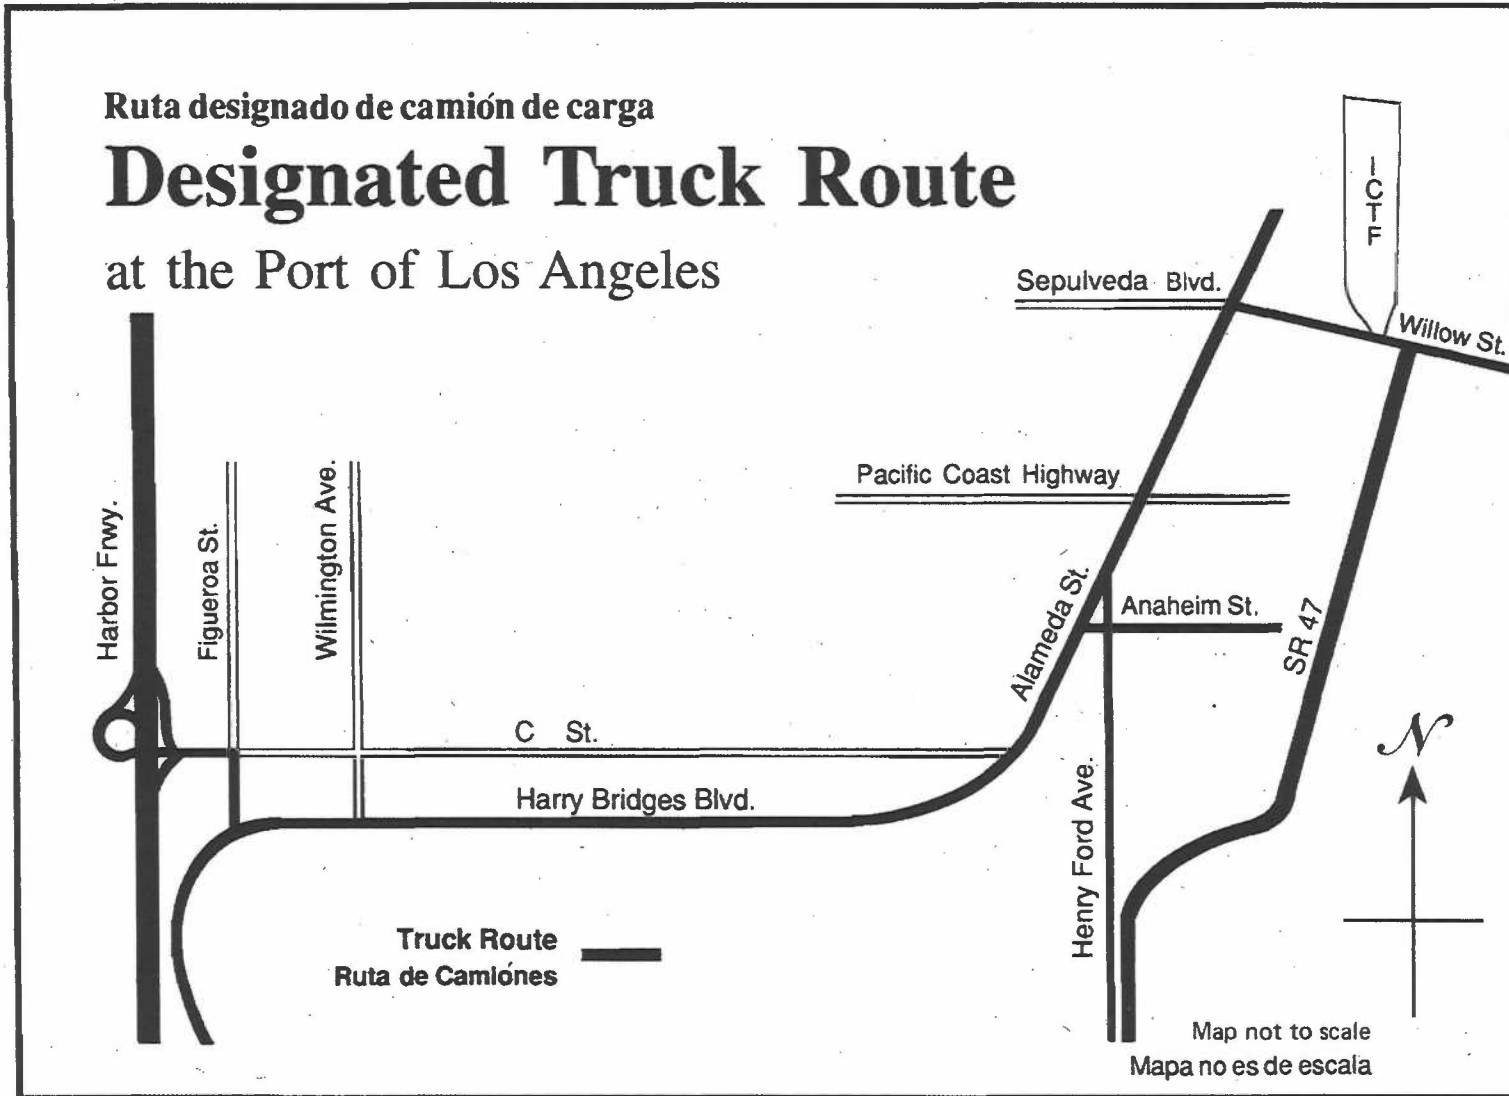 Ruta designado de camión de carga
Designated Truck Route
at the Port of Los Angeles
ICTF
Sepulveda Blvd.
Willow St.
Pacific Coast Highway
Harbor Frwy.
Figueroa St.
Wilmington Ave.
Alameda St.
Anaheim St.
SR 47
C St.
Harry Bridges Blvd.
Henry Ford Ave.
N
Truck Route
Ruta de Camiónes
Map not to scale
Mapa no es de escala